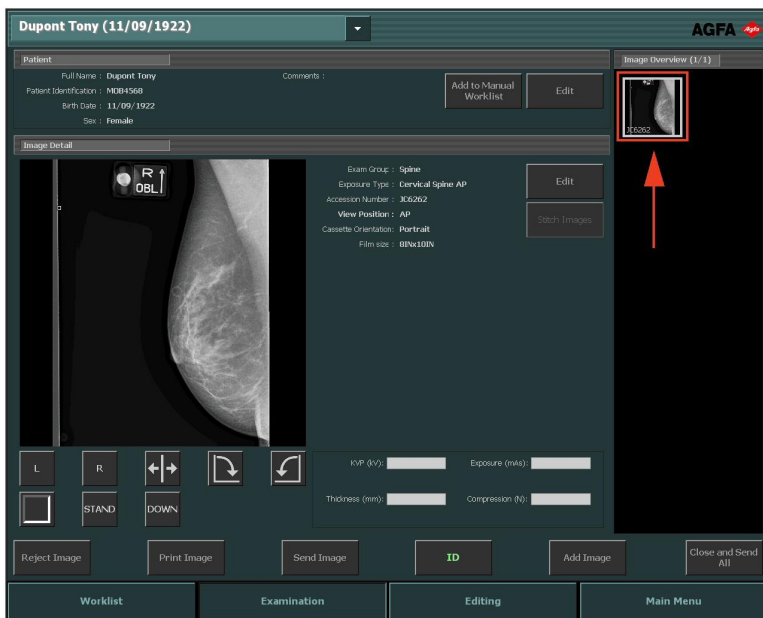 Dupont Tony (11/09/1922)
AGFA
Agfa
Patient
Image Overview (1/1)
Full Name : Dupont Tony
Comments :
Patient Identification : MOB4568
Birth Date : 11/09/1922
Sex : Female
Add to Manual
Worklist
Edit
JC6262
Image Detail
R
OBL
Exam Group : Spine
Exposure Type : Cervical Spine AP
Accession Number : JC6262
View Position : AP
Cassette Orientation: Portrait
Film size : 8INx10IN
Edit
Stitch Images
L
R
STAND
DOWN
KVP (kV):
Exposure (mAs):
Thickness (mm):
Compression (N):
Reject Image
Print Image
Send Image
ID
Add Image
Close and Send
All
Worklist
Examination
Editing
Main Menu